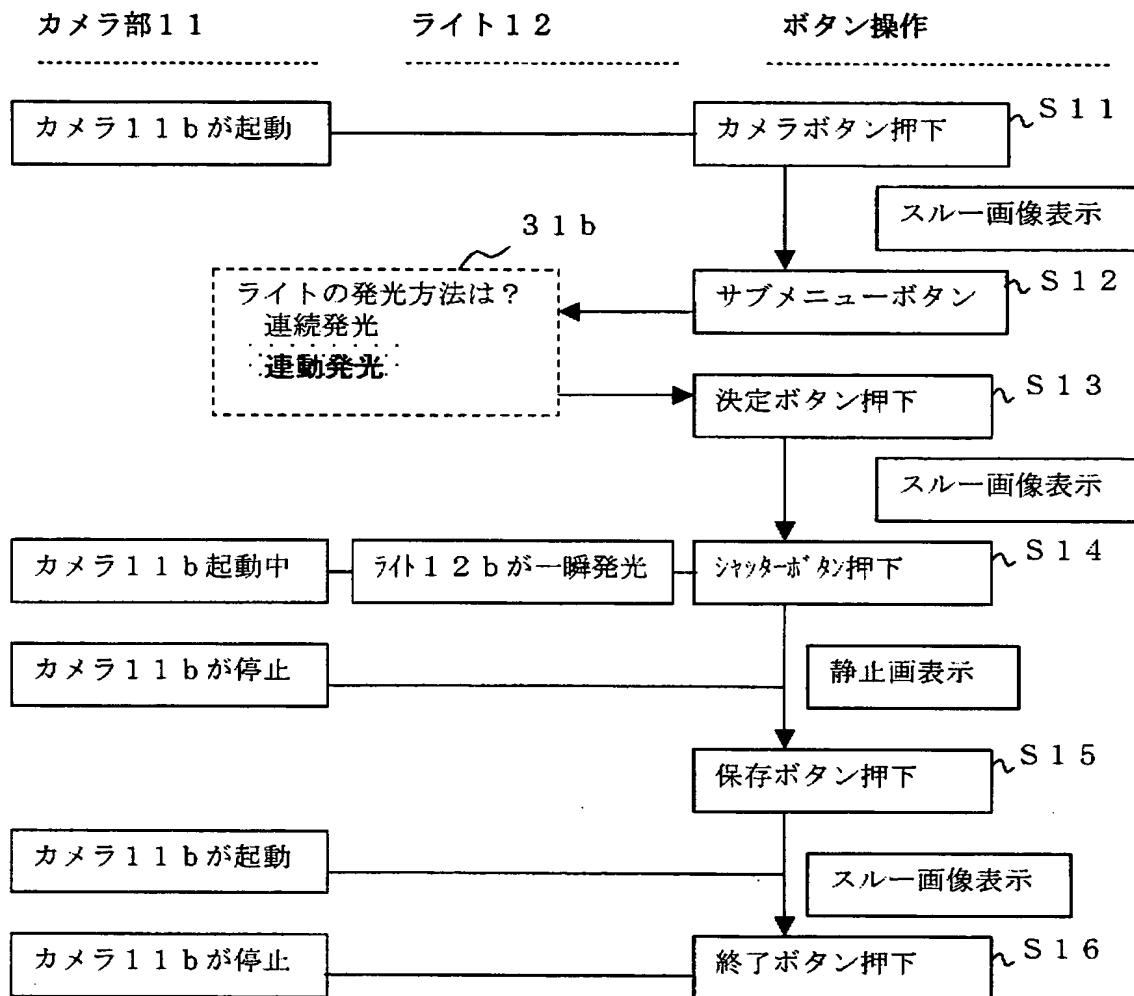 カメラ部11
ライト12
ボタン操作
カメラ11bが起動
カメラボタン押下
S11
スルー画像表示
31b
ライトの発光方法は？
連続発光
連動発光
サブメニューボタン
S12
決定ボタン押下
S13
スルー画像表示
カメラ11b起動中
ﾗｲﾄ12bが一瞬発光
ｼｬｯﾀｰﾎﾞﾀﾝ押下
S14
カメラ11bが停止
静止画表示
保存ボタン押下
S15
カメラ11bが起動
スルー画像表示
カメラ11bが停止
終了ボタン押下
S16